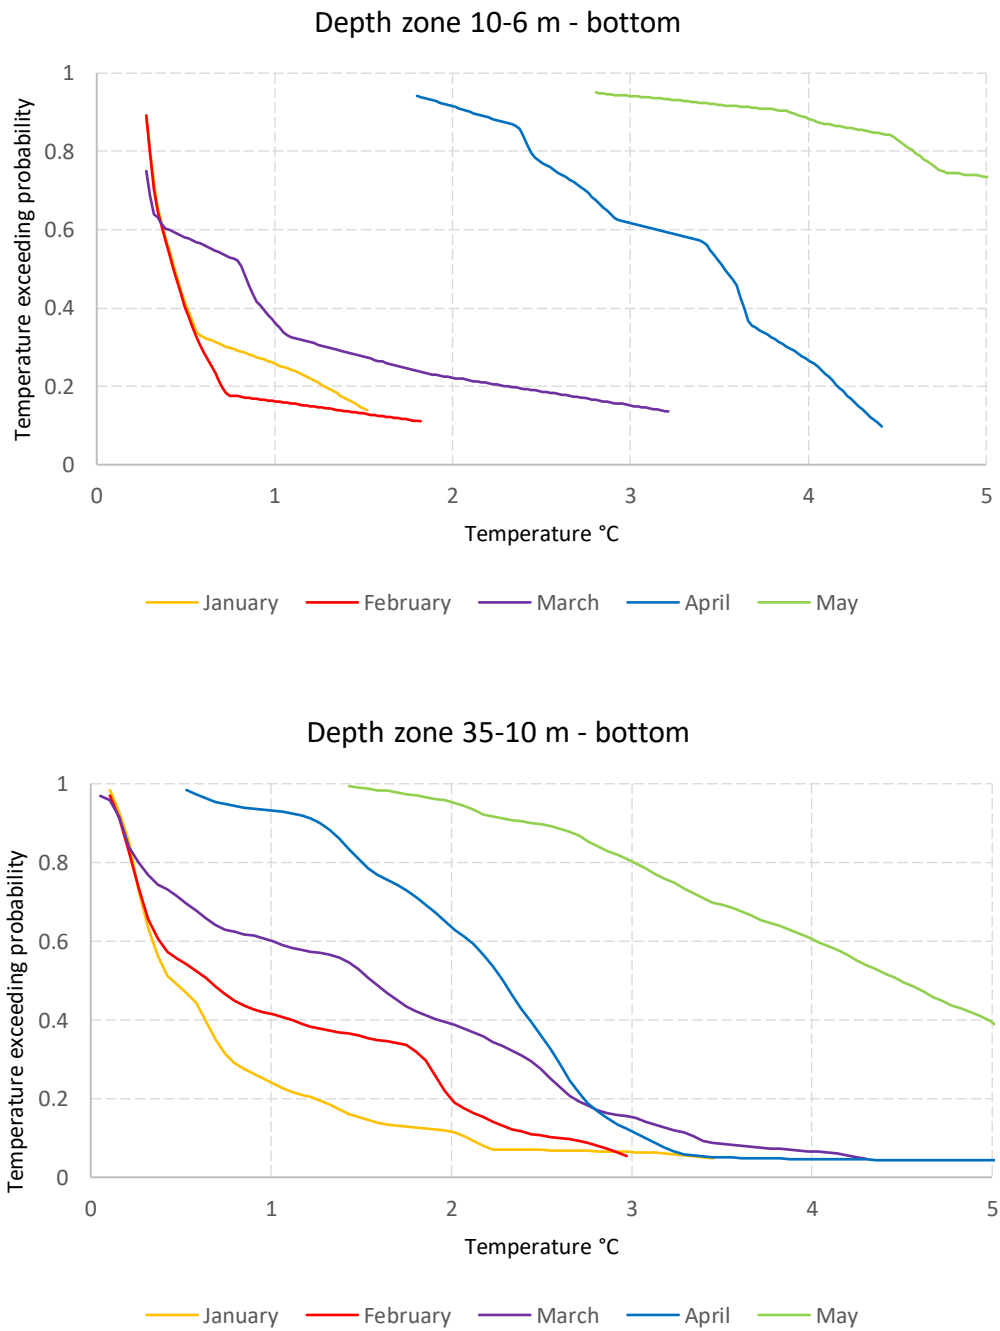 Depth zone 10-6 m - bottom
Temperature exceeding probability
1
0.8
0.6
0.4
0.2
0
0 1 2 3 4 5
Temperature °C
January February March April May
Depth zone 35-10 m - bottom
Temperature exceeding probability
1
0.8
0.6
0.4
0.2
0
0 1 2 3 4 5
Temperature °C
January February March April May